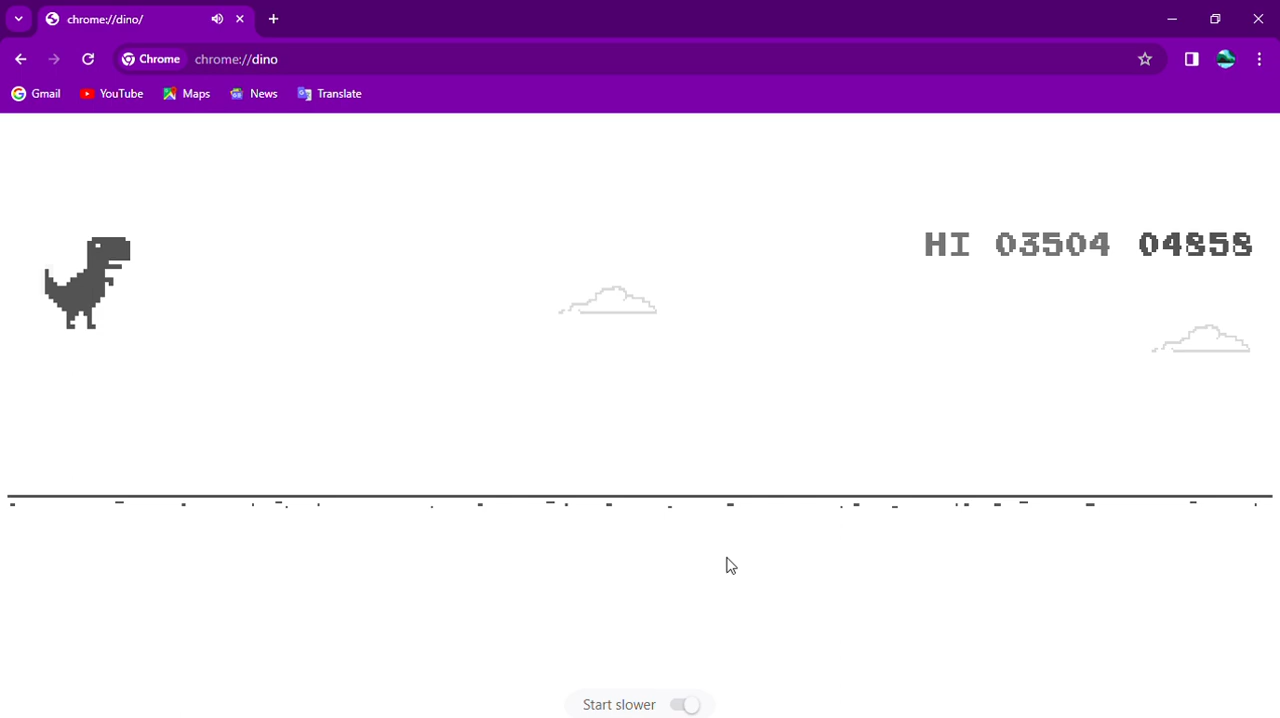 chrome://dino/
Chrome chrome://dino
Gmail YouTube Maps News Translate
HI 03504 04858
Start slower